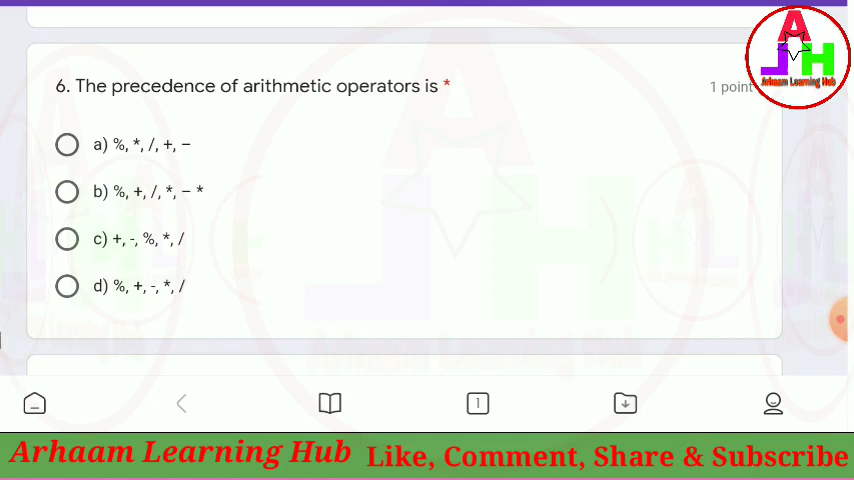 A
J H
Arhaam Learning Hub
6. The precedence of arithmetic operators is *
1 point
a) %, *, /, +, –
b) %, +, /, *, – *
c) +, -, %, *, /
d) %, +, -, *, /
1
Arhaam Learning Hub Like, Comment, Share & Subscribe